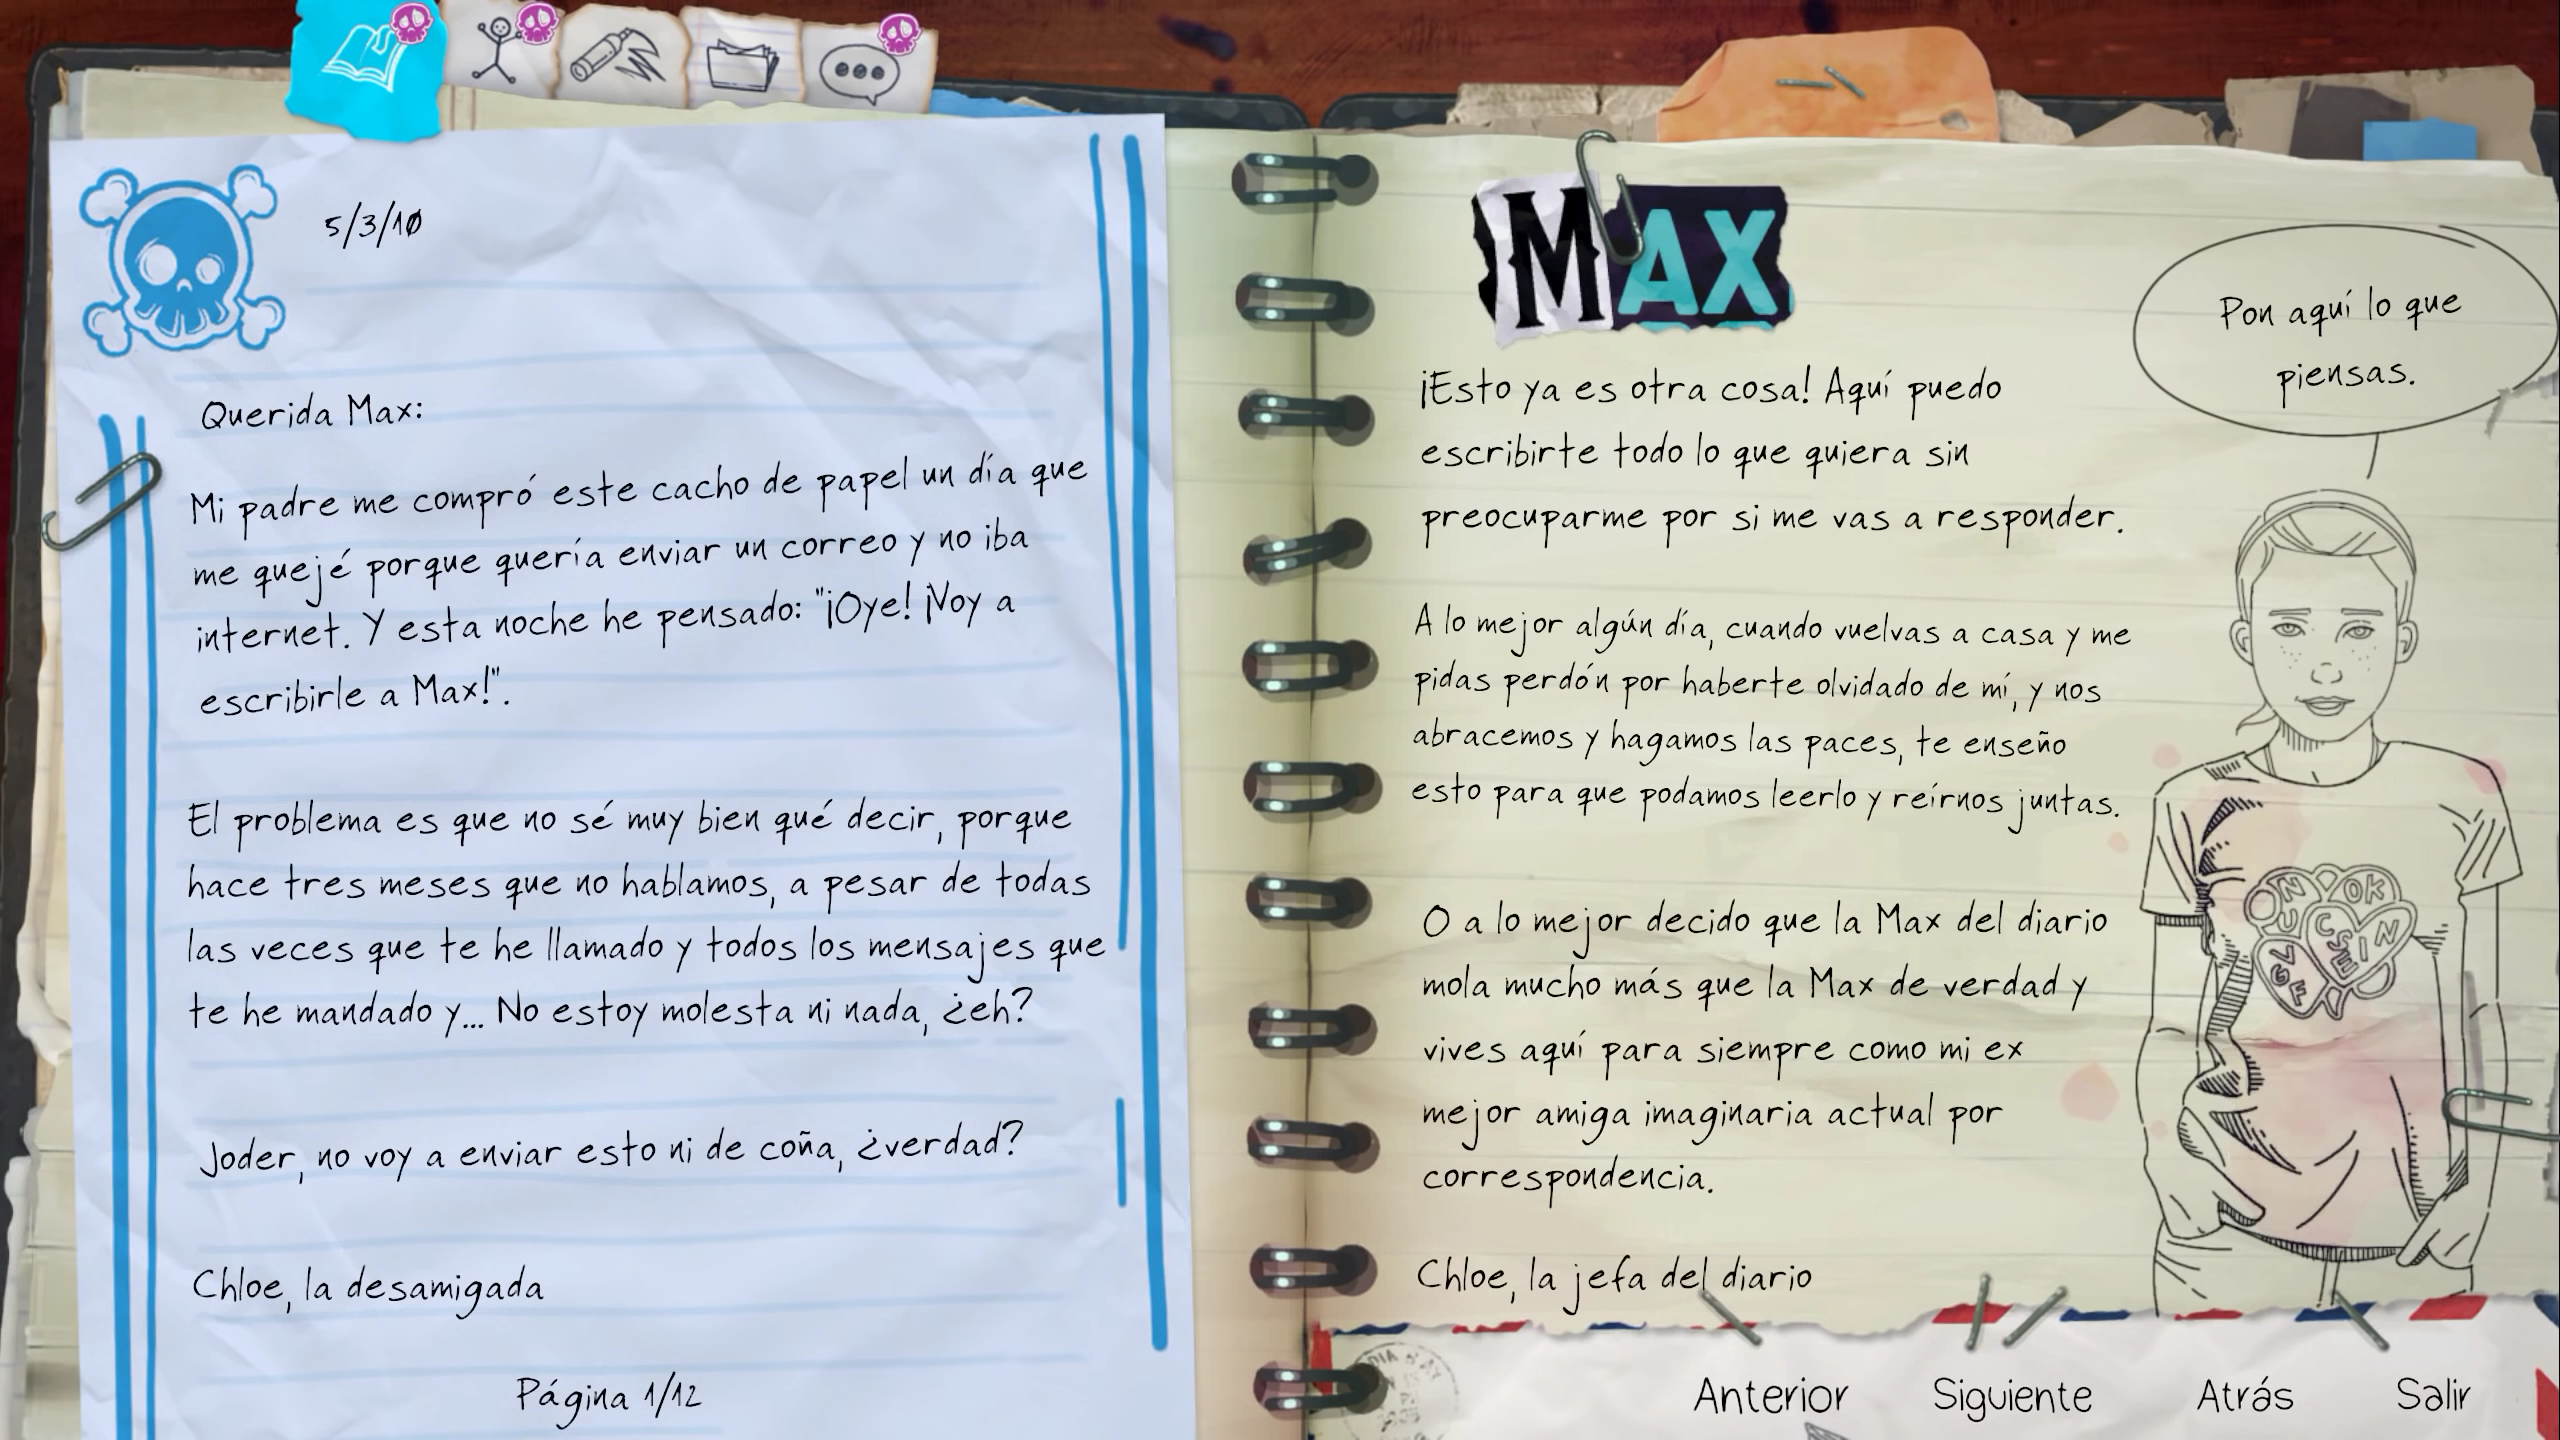 5/3/10
Querida Max:
Mi padre me compró este cacho de papel un día que
me quejé porque quería enviar un correo y no iba
internet. Y esta noche he pensado: "¡Oye! ¡Voy a
escribirle a Max!".
El problema es que no sé muy bien qué decir, porque
hace tres meses que no hablamos, a pesar de todas
las veces que te he llamado y todos los mensajes que
te he mandado y... No estoy molesta ni nada, ¿eh?
Joder, no voy a enviar esto ni de coña, ¿verdad?
Chloe, la desamigada
Página 1/12
MAX
¡Esto ya es otra cosa! Aquí puedo
escribirte todo lo que quiera sin
preocuparme por si me vas a responder.
A lo mejor algún día, cuando vuelvas a casa y me
pidas perdón por haberte olvidado de mí, y nos
abracemos y hagamos las paces, te enseño
esto para que podamos leerlo y reírnos juntas.
O a lo mejor decido que la Max del diario
mola mucho más que la Max de verdad y
vives aquí para siempre como mi ex
mejor amiga imaginaria actual por
correspondencia.
Chloe, la jefa del diario
Pon aquí lo que
piensas.
Anterior
Siguiente
Atrás
Salir